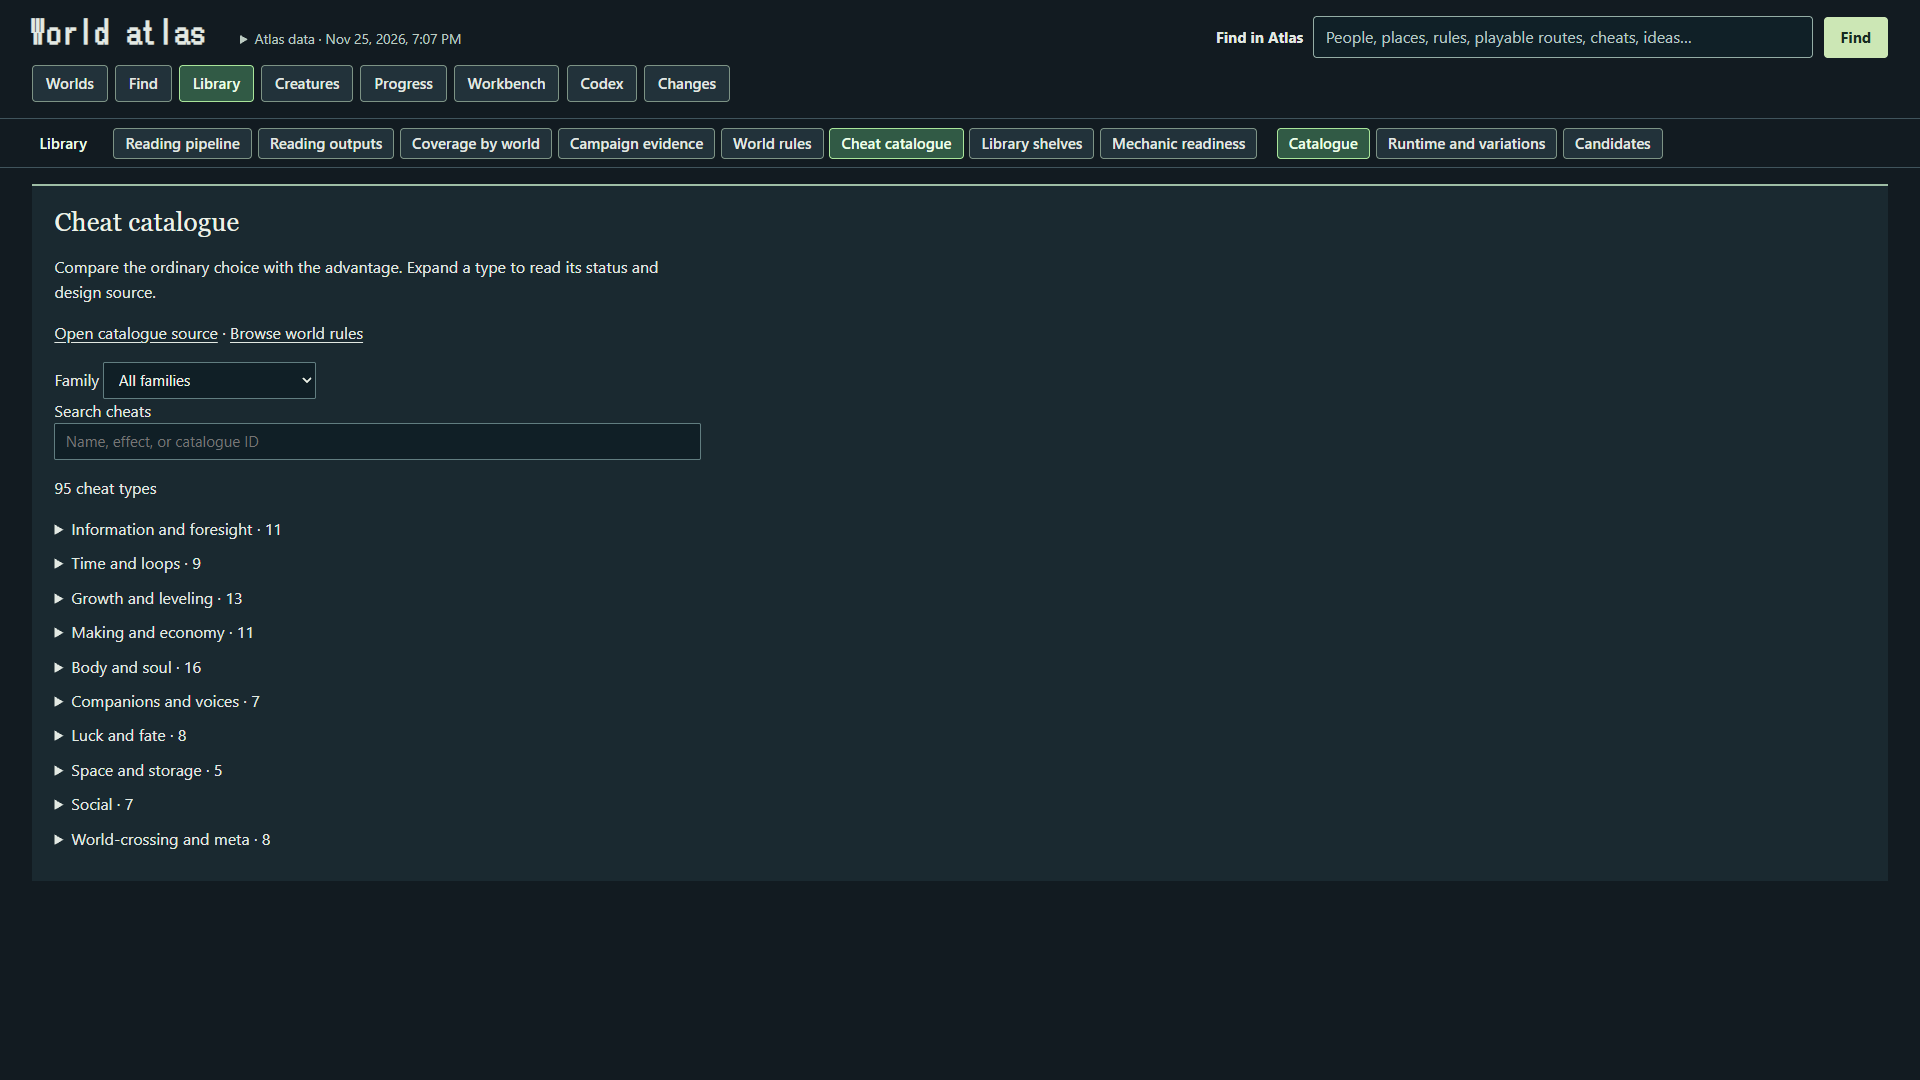 World atlas
▶ Atlas data · Nov 25, 2026, 7:07 PM
Find in Atlas
People, places, rules, playable routes, cheats, ideas...
Find
Worlds
Find
Library
Creatures
Progress
Workbench
Codex
Changes
Library
Reading pipeline
Reading outputs
Coverage by world
Campaign evidence
World rules
Cheat catalogue
Library shelves
Mechanic readiness
Catalogue
Runtime and variations
Candidates
Cheat catalogue
Compare the ordinary choice with the advantage. Expand a type to read its status and
design source.
Open catalogue source · Browse world rules
Family All families
Search cheats
Name, effect, or catalogue ID
95 cheat types
▶ Information and foresight · 11
▶ Time and loops · 9
▶ Growth and leveling · 13
▶ Making and economy · 11
▶ Body and soul · 16
▶ Companions and voices · 7
▶ Luck and fate · 8
▶ Space and storage · 5
▶ Social · 7
▶ World-crossing and meta · 8